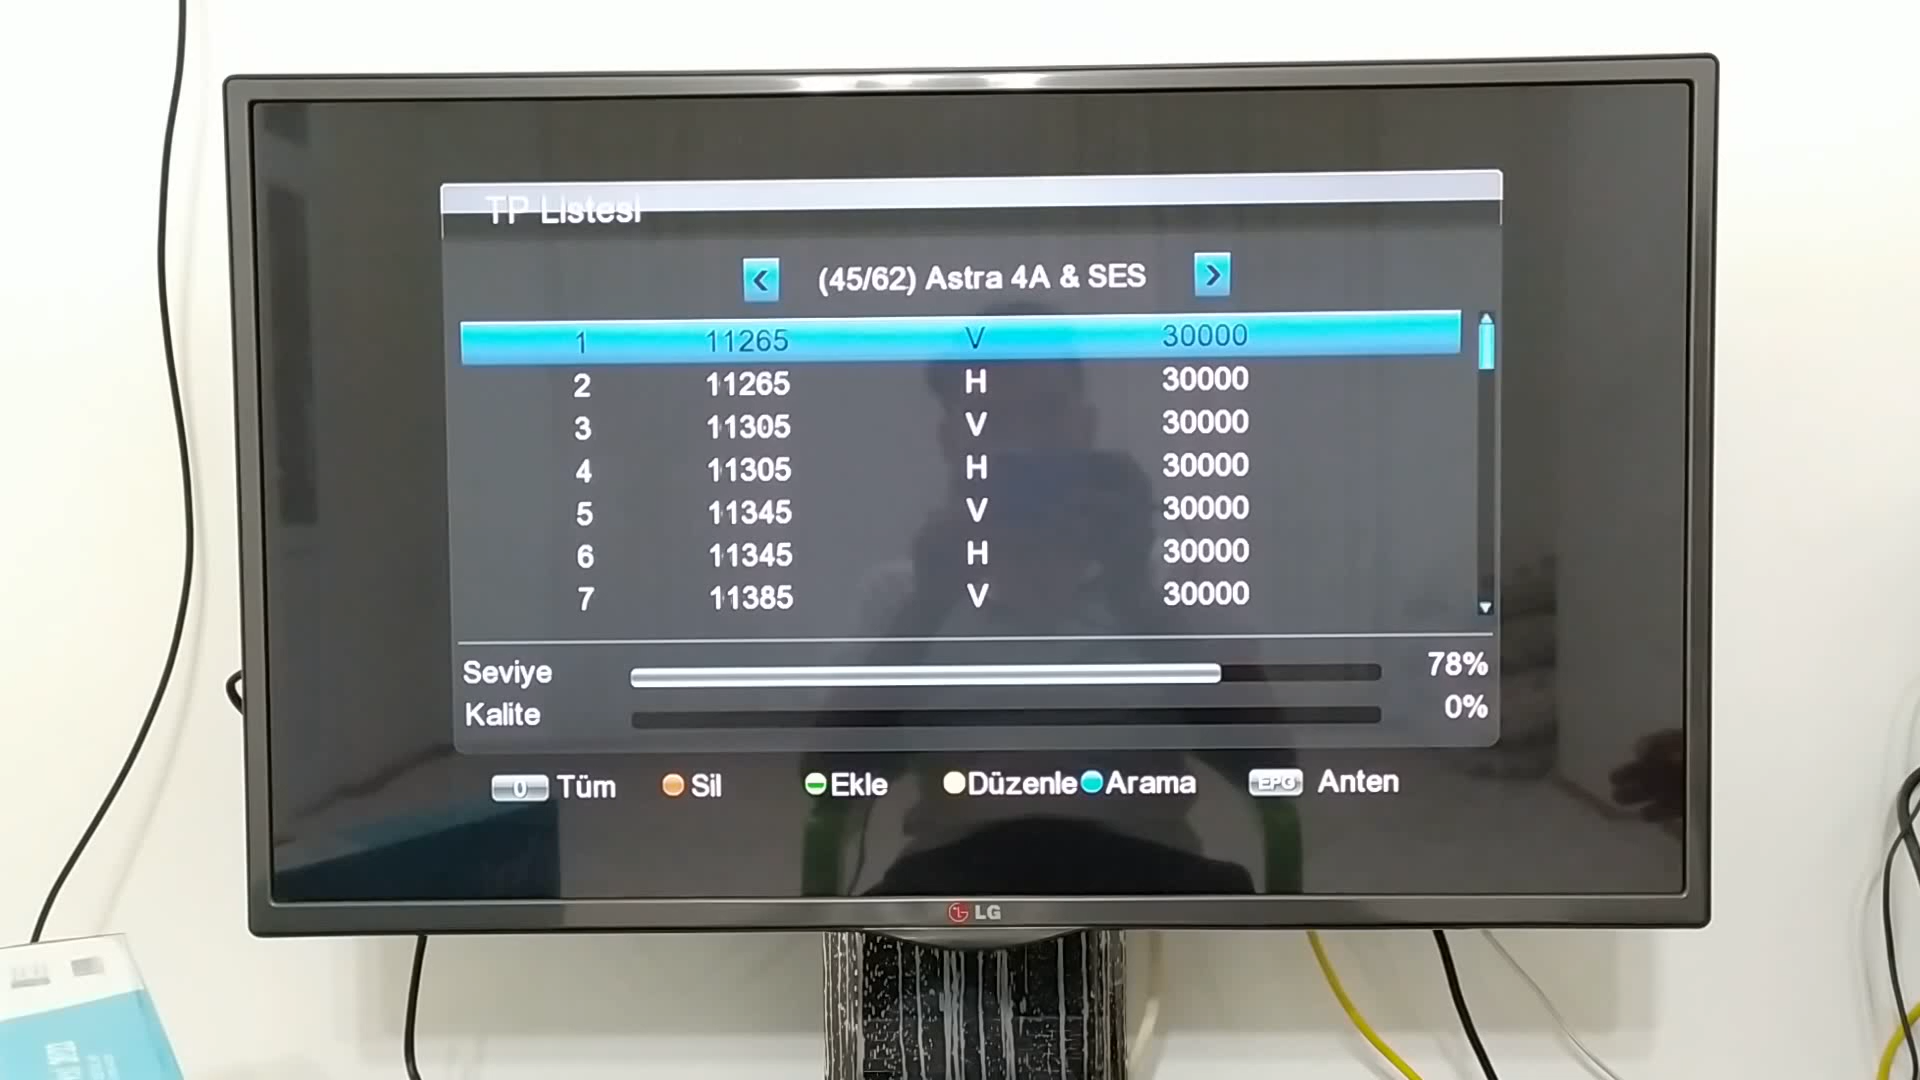 TP Listesi
(45/62) Astra 4A & SES
1 11265 V 30000
2 11265 H 30000
3 11305 V 30000
4 11305 H 30000
5 11345 V 30000
6 11345 H 30000
7 11385 V 30000
Seviye 78%
Kalite 0%
0 Tüm Sil Ekle Düzenle Arama EPG Anten
LG